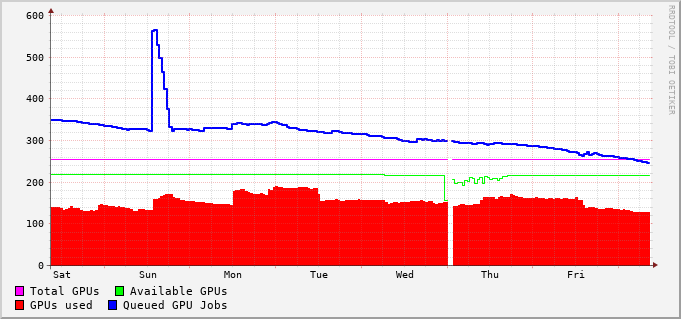 600
500
400
300
200
100
0
Sat Sun Mon Tue Wed Thu Fri
Total GPUs Available GPUs
GPUs used Queued GPU Jobs
RRDTOOL / TOBI OETIKER